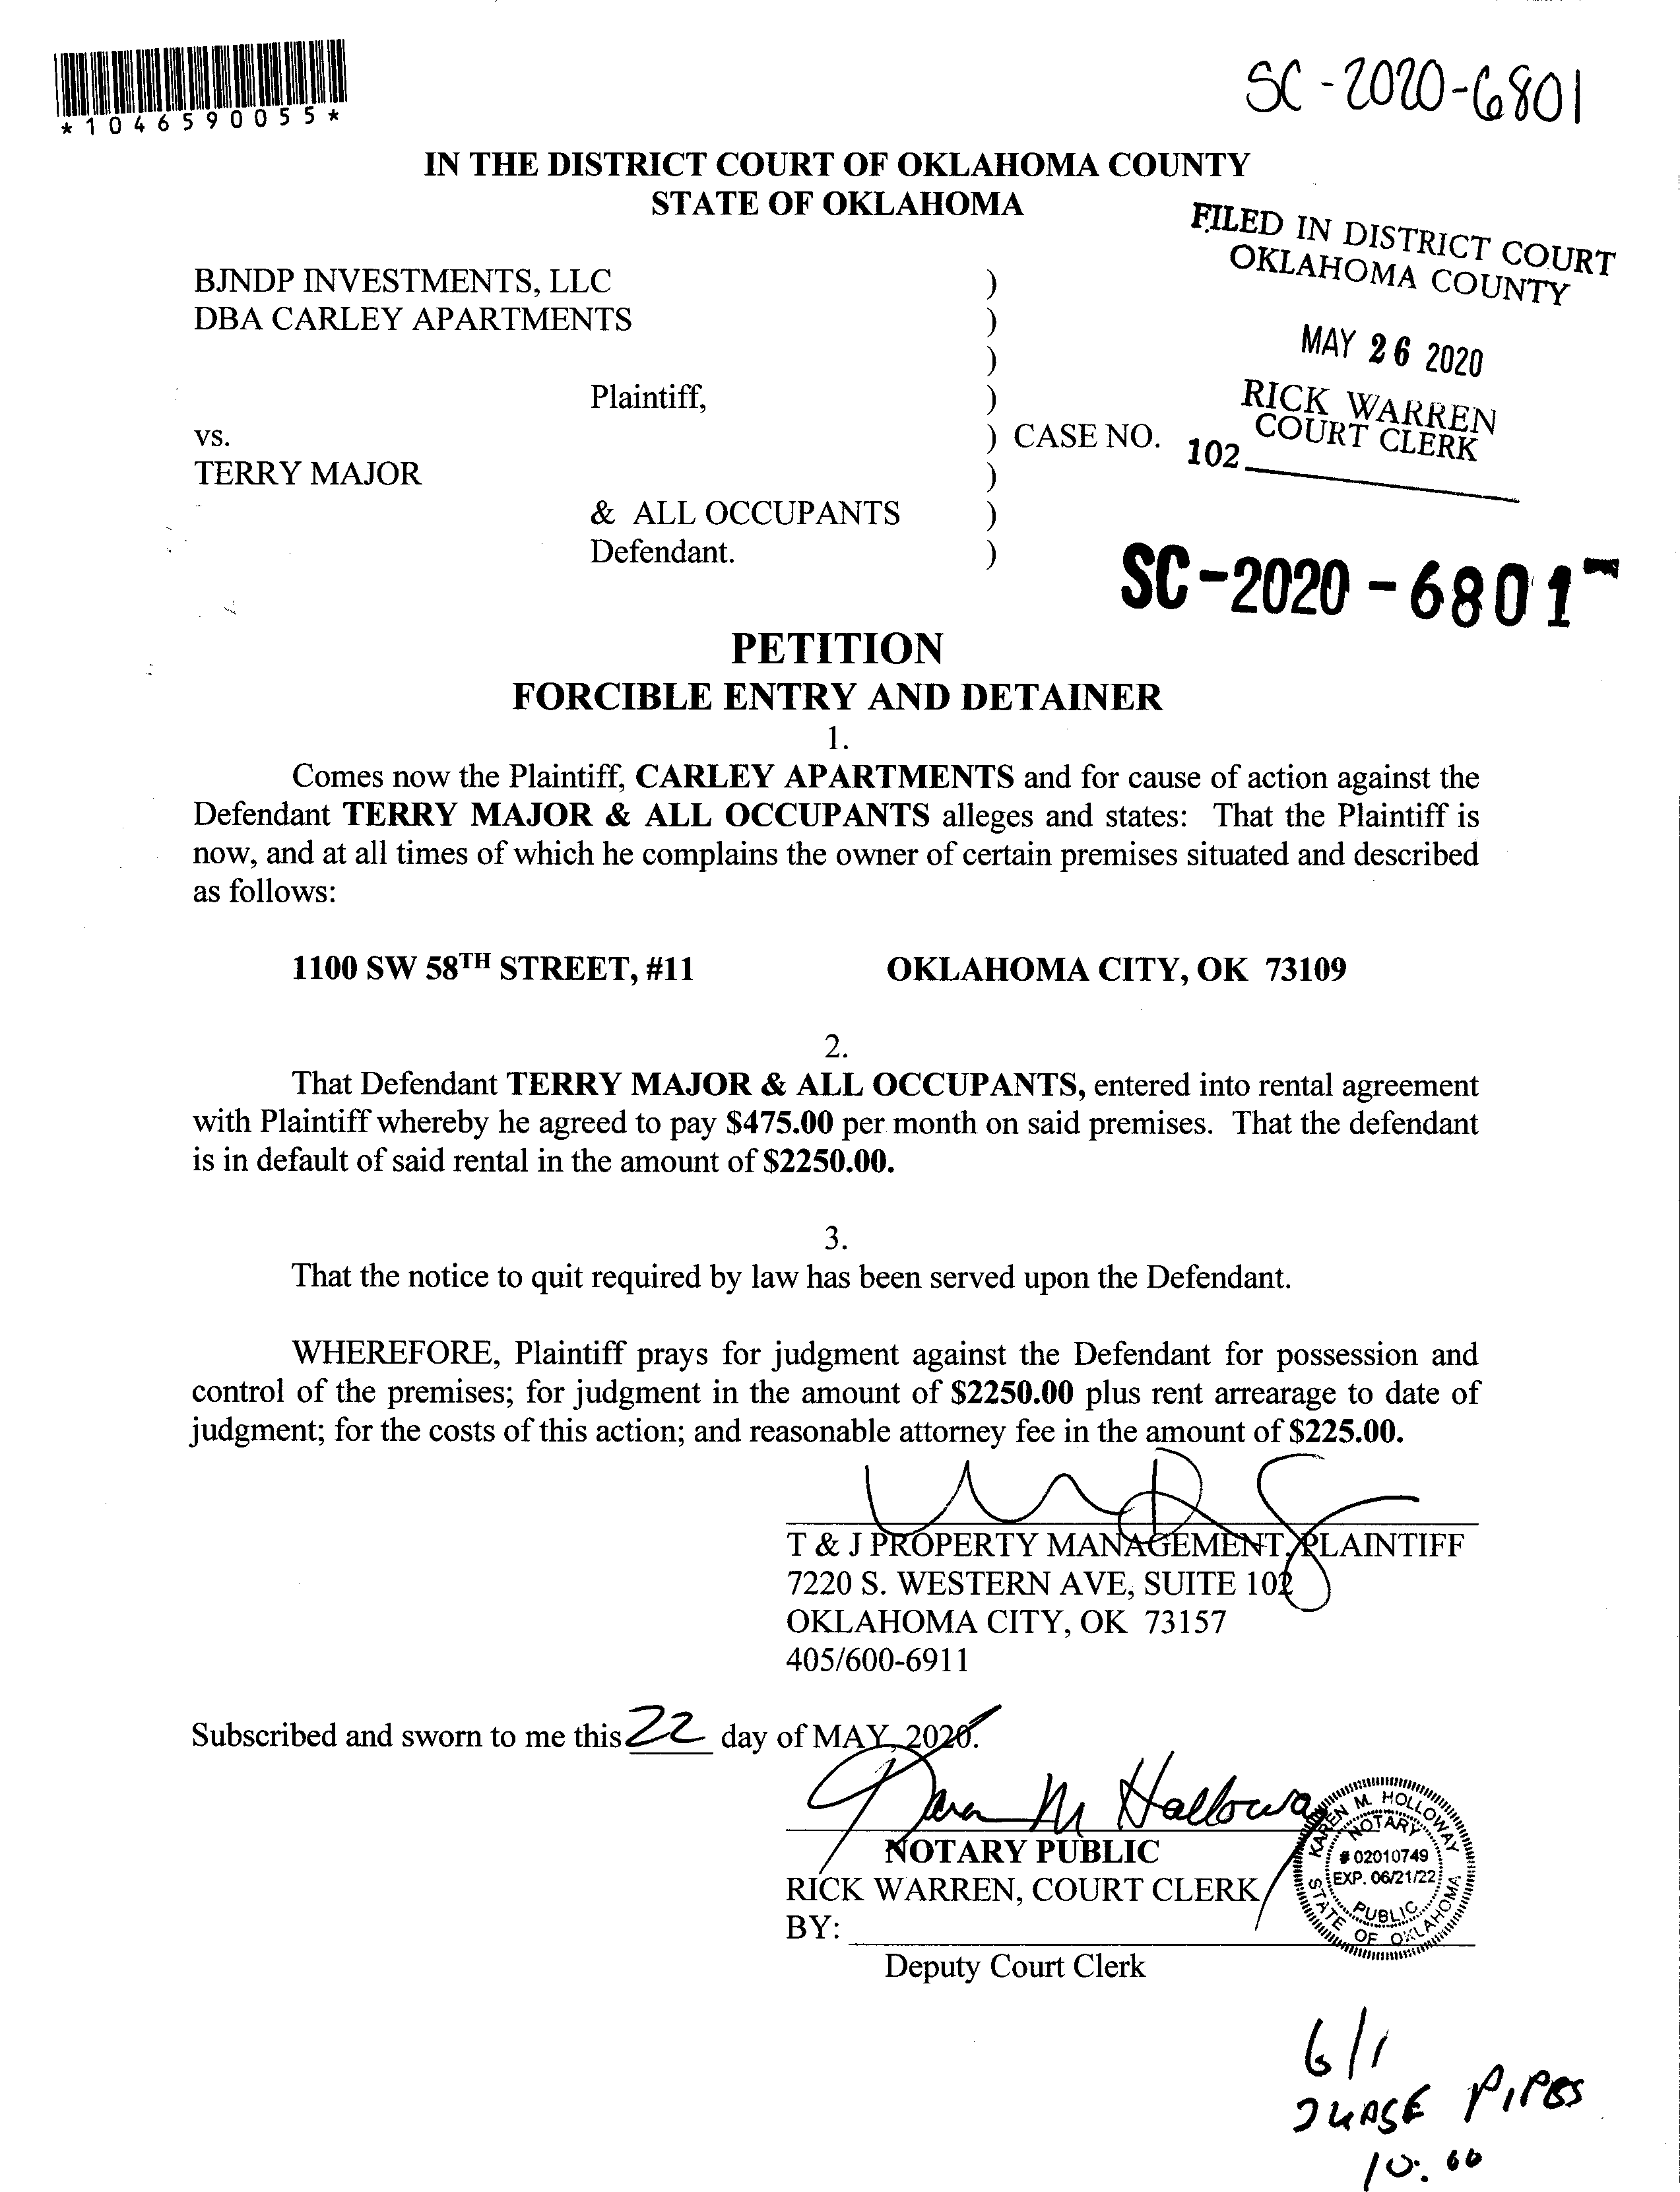 *1046590055*
SC-2020-6801
IN THE DISTRICT COURT OF OKLAHOMA COUNTY
STATE OF OKLAHOMA
FILED IN DISTRICT COURT
OKLAHOMA COUNTY
MAY 26 2020
RICK WARREN
COURT CLERK
102
BJNDP INVESTMENTS, LLC )
DBA CARLEY APARTMENTS )
)
Plaintiff, )
vs. ) CASE NO.
TERRY MAJOR )
& ALL OCCUPANTS )
Defendant. )
SC-2020-6801-
PETITION
FORCIBLE ENTRY AND DETAINER
1.
Comes now the Plaintiff, CARLEY APARTMENTS and for cause of action against the
Defendant TERRY MAJOR & ALL OCCUPANTS alleges and states: That the Plaintiff is
now, and at all times of which he complains the owner of certain premises situated and described
as follows:
1100 SW 58TH STREET, #11 OKLAHOMA CITY, OK 73109
2.
That Defendant TERRY MAJOR & ALL OCCUPANTS, entered into rental agreement
with Plaintiff whereby he agreed to pay $475.00 per month on said premises. That the defendant
is in default of said rental in the amount of $2250.00.
3.
That the notice to quit required by law has been served upon the Defendant.
WHEREFORE, Plaintiff prays for judgment against the Defendant for possession and
control of the premises; for judgment in the amount of $2250.00 plus rent arrearage to date of
judgment; for the costs of this action; and reasonable attorney fee in the amount of $225.00.
T & J PROPERTY MANAGEMENT, PLAINTIFF
7220 S. WESTERN AVE, SUITE 102
OKLAHOMA CITY, OK 73157
405/600-6911
Subscribed and sworn to me this 22 day of MAY, 2020.
Karen M Holloway
NOTARY PUBLIC
RICK WARREN, COURT CLERK
BY:
Deputy Court Clerk
KAREN M. HOLLOWAY
NOTARY
# 02010749
EXP. 06/21/22
PUBLIC
STATE OF OKLAHOMA
6/1
JUDGE PIPES
10:00